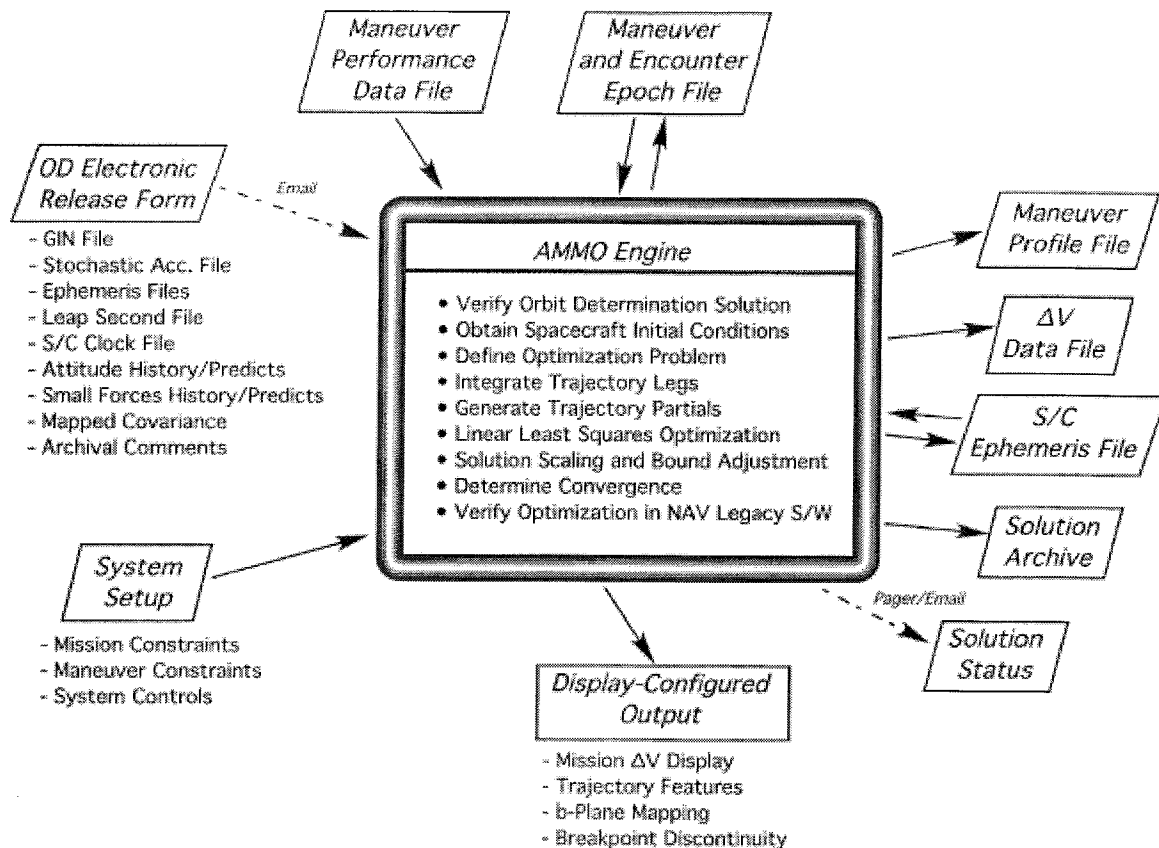 Maneuver
Performance
Data File
Maneuver
and Encounter
Epoch File
OD Electronic
Release Form
Email
- GIN File
- Stochastic Acc. File
- Ephemeris Files
- Leap Second File
- S/C Clock File
- Attitude History/Predicts
- Small Forces History/Predicts
- Mapped Covariance
- Archival Comments
AMMO Engine
• Verify Orbit Determination Solution
• Obtain Spacecraft Initial Conditions
• Define Optimization Problem
• Integrate Trajectory Legs
• Generate Trajectory Partials
• Linear Least Squares Optimization
• Solution Scaling and Bound Adjustment
• Determine Convergence
• Verify Optimization in NAV Legacy S/W
Maneuver
Profile File
ΔV
Data File
S/C
Ephemeris File
Solution
Archive
Pager/Email
Solution
Status
System
Setup
- Mission Constraints
- Maneuver Constraints
- System Controls
Display-Configured
Output
- Mission ΔV Display
- Trajectory Features
- b-Plane Mapping
- Breakpoint Discontinuity